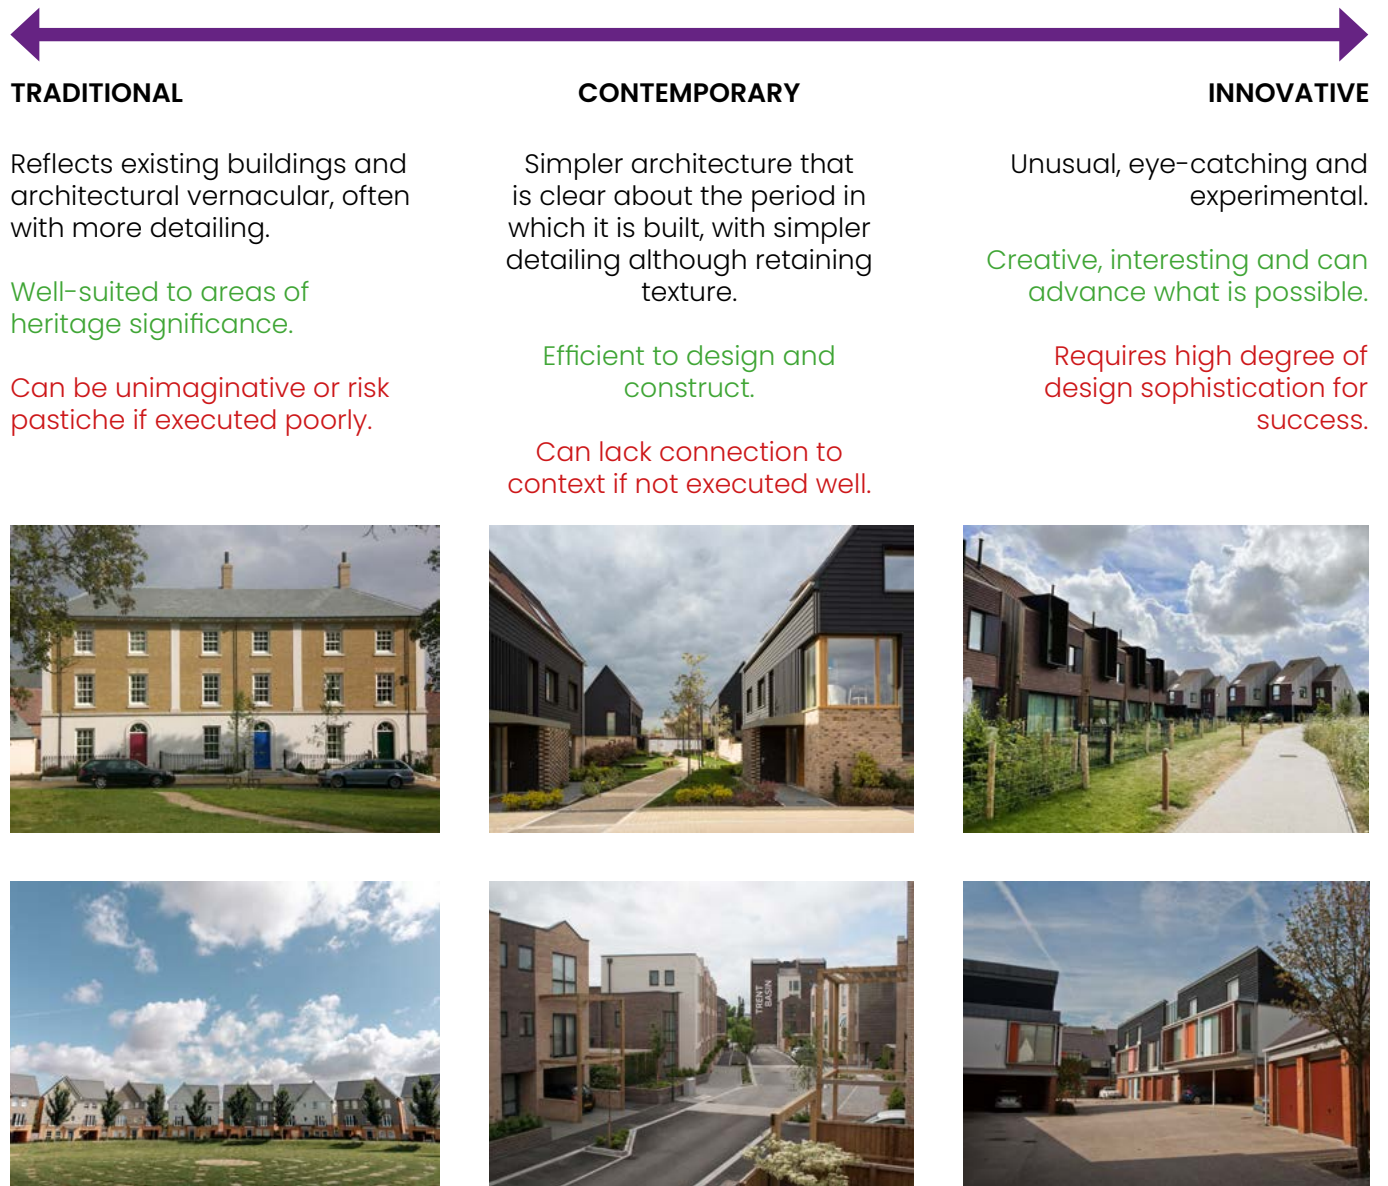 TRADITIONAL
Reflects existing buildings and
architectural vernacular, often
with more detailing.
Well-suited to areas of
heritage significance.
Can be unimaginative or risk
pastiche if executed poorly.
CONTEMPORARY
Simpler architecture that
is clear about the period in
which it is built, with simpler
detailing although retaining
texture.
Efficient to design and
construct.
Can lack connection to
context if not executed well.
INNOVATIVE
Unusual, eye-catching and
experimental.
Creative, interesting and can
advance what is possible.
Requires high degree of
design sophistication for
success.
TRENT
BASIN